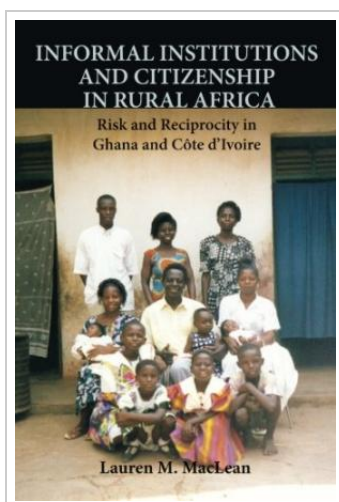 INFORMAL INSTITUTIONS
AND CITIZENSHIP
IN RURAL AFRICA
Risk and Reciprocity in
Ghana and Côte d'Ivoire
Lauren M. MacLean